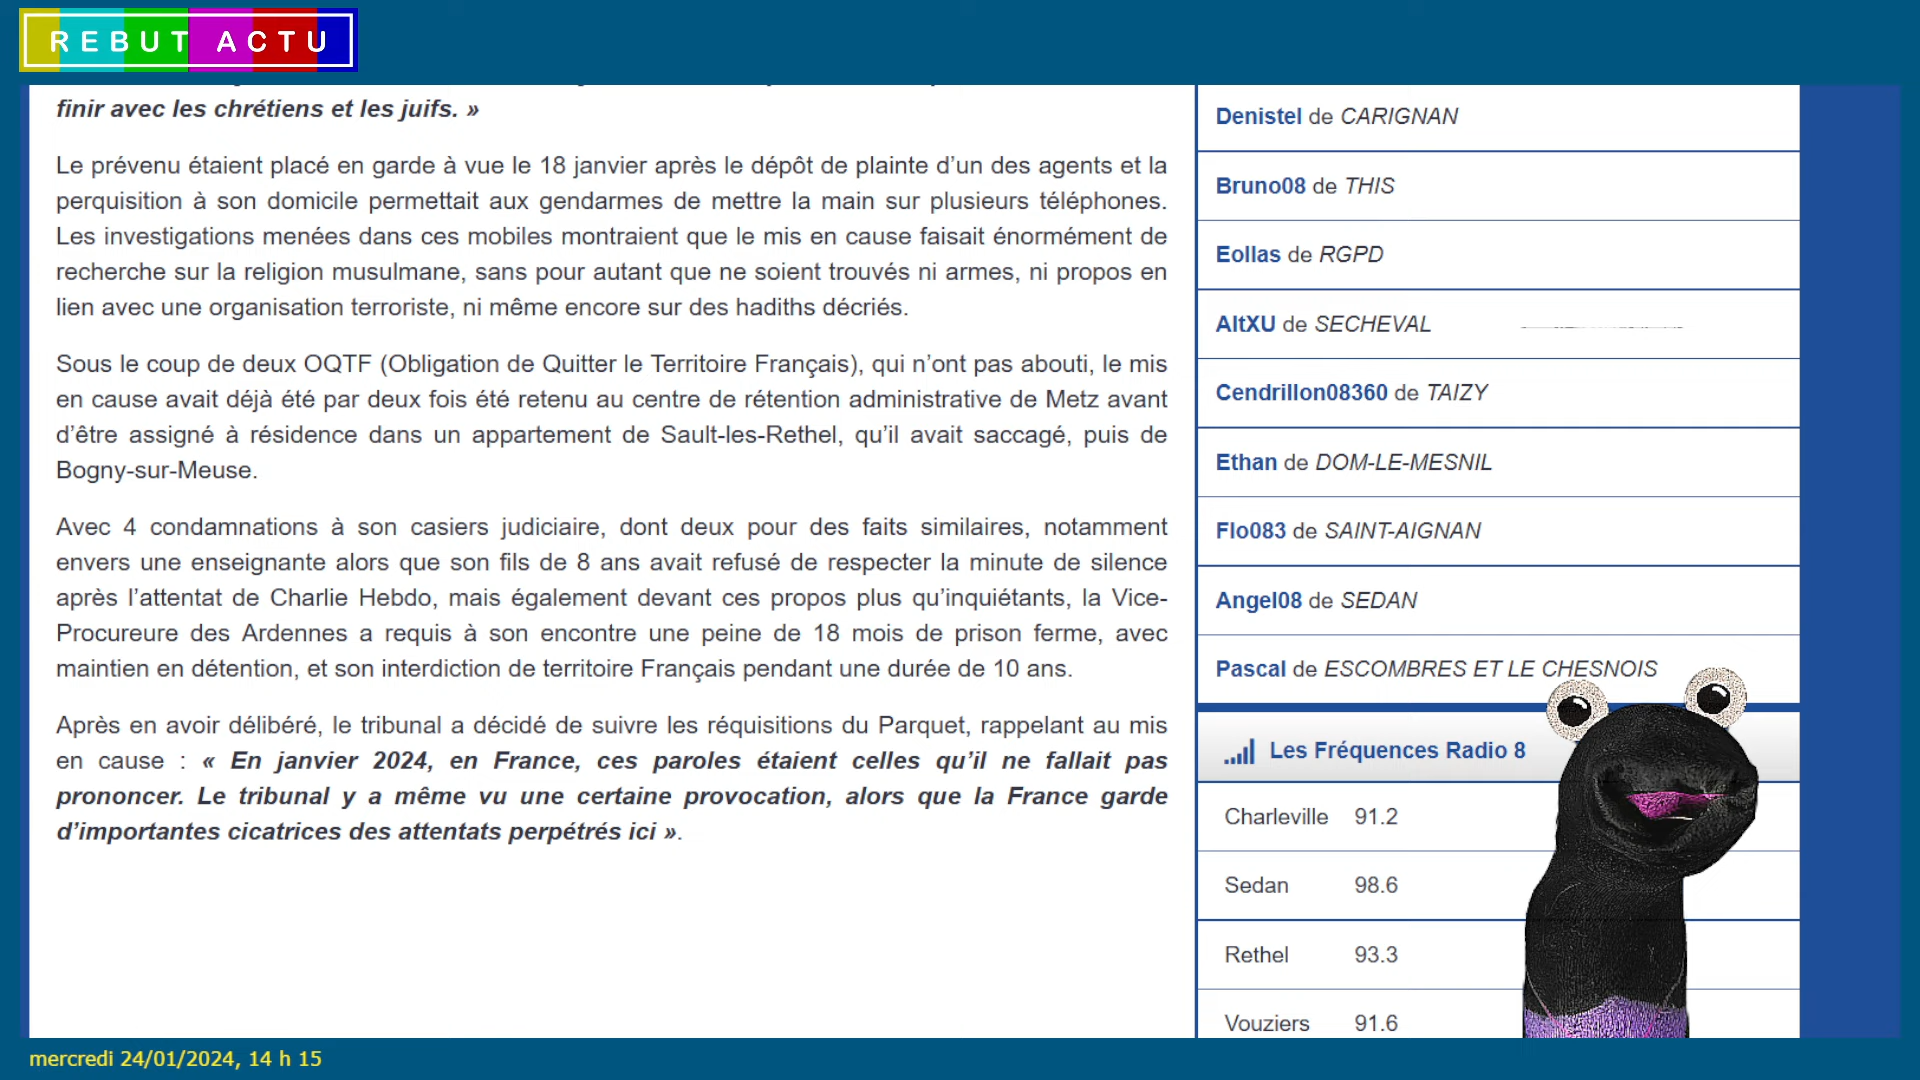 REBUT ACTU
finir avec les chrétiens et les juifs. »
Le prévenu étaient placé en garde à vue le 18 janvier après le dépôt de plainte d’un des agents et la
perquisition à son domicile permettait aux gendarmes de mettre la main sur plusieurs téléphones.
Les investigations menées dans ces mobiles montraient que le mis en cause faisait énormément de
recherche sur la religion musulmane, sans pour autant que ne soient trouvés ni armes, ni propos en
lien avec une organisation terroriste, ni même encore sur des hadiths décriés.
Sous le coup de deux OQTF (Obligation de Quitter le Territoire Français), qui n’ont pas abouti, le mis
en cause avait déjà été par deux fois été retenu au centre de rétention administrative de Metz avant
d’être assigné à résidence dans un appartement de Sault-les-Rethel, qu’il avait saccagé, puis de
Bogny-sur-Meuse.
Avec 4 condamnations à son casiers judiciaire, dont deux pour des faits similaires, notamment
envers une enseignante alors que son fils de 8 ans avait refusé de respecter la minute de silence
après l’attentat de Charlie Hebdo, mais également devant ces propos plus qu’inquiétants, la Vice-
Procureure des Ardennes a requis à son encontre une peine de 18 mois de prison ferme, avec
maintien en détention, et son interdiction de territoire Français pendant une durée de 10 ans.
Après en avoir délibéré, le tribunal a décidé de suivre les réquisitions du Parquet, rappelant au mis
en cause : « En janvier 2024, en France, ces paroles étaient celles qu’il ne fallait pas
prononcer. Le tribunal y a même vu une certaine provocation, alors que la France garde
d’importantes cicatrices des attentats perpétrés ici ».
Denistel de CARIGNAN
Bruno08 de THIS
Eollas de RGPD
AltXU de SECHEVAL
Cendrillon08360 de TAIZY
Ethan de DOM-LE-MESNIL
Flo083 de SAINT-AIGNAN
Angel08 de SEDAN
Pascal de ESCOMBRES ET LE CHESNOIS
Les Fréquences Radio 8
Charleville 91.2
Sedan 98.6
Rethel 93.3
Vouziers 91.6
mercredi 24/01/2024, 14 h 15